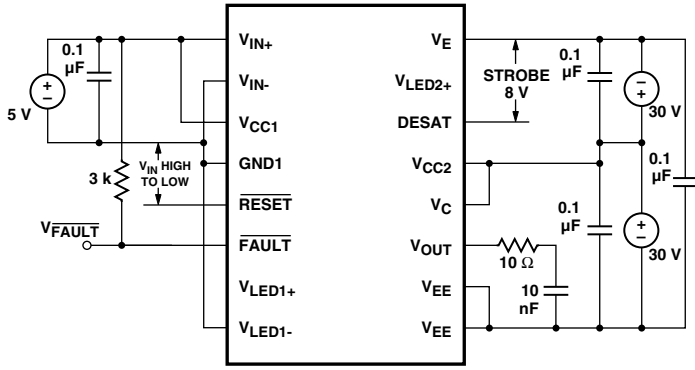 0.1
µF
+
–
5 V
3 k
V_FAULT
V_IN HIGH
TO LOW
V_IN+
V_IN-
V_CC1
GND1
RESET
FAULT
V_LED1+
V_LED1-
V_E
V_LED2+
DESAT
V_CC2
V_C
V_OUT
V_EE
V_EE
STROBE
8 V
10 Ω
10
nF
0.1
µF
–
+
30 V
0.1
µF
0.1
µF
+
–
30 V